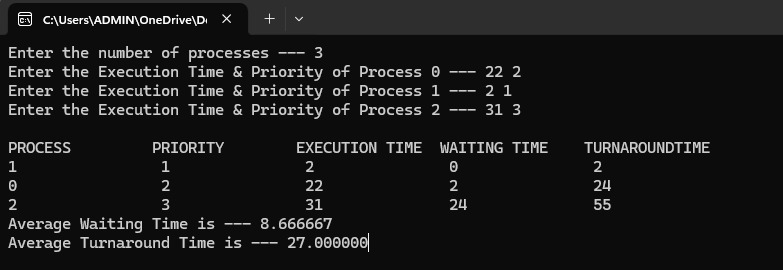 C:\Users\ADMIN\OneDrive\De
Enter the number of processes --- 3
Enter the Execution Time & Priority of Process 0 --- 22 2
Enter the Execution Time & Priority of Process 1 --- 2 1
Enter the Execution Time & Priority of Process 2 --- 31 3
PROCESS PRIORITY EXECUTION TIME WAITING TIME TURNAROUNDTIME
1 1 2 0 2
0 2 22 2 24
2 3 31 24 55
Average Waiting Time is --- 8.666667
Average Turnaround Time is --- 27.000000